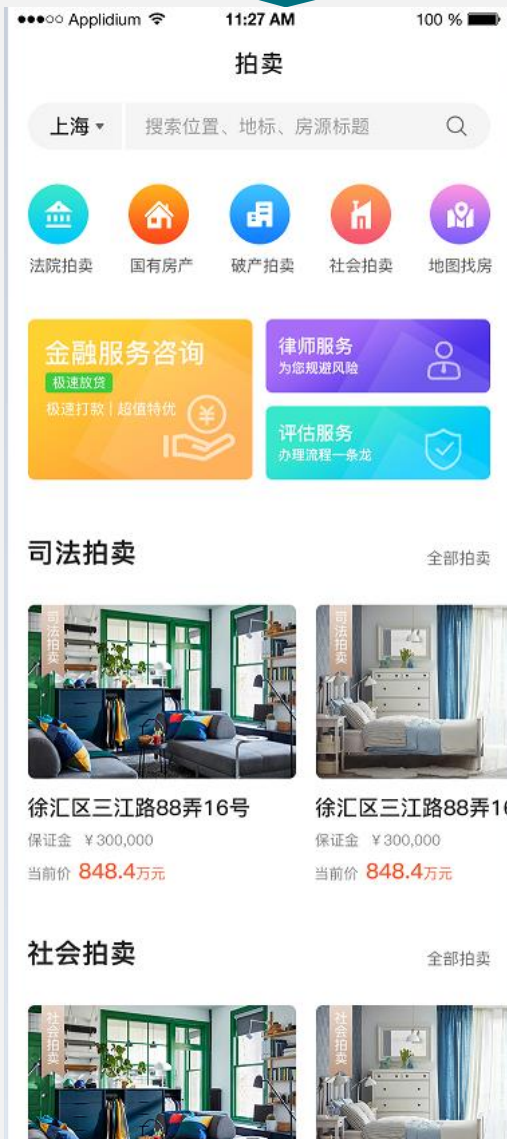 ●●●○○ Applidium 11:27 AM 100 %
拍卖
上海 搜索位置、地标、房源标题
法院拍卖 国有房产 破产拍卖 社会拍卖 地图找房
金融服务咨询
极速放贷
极速打款 | 超值特优
律师服务
为您规避风险
评估服务
办理流程一条龙
司法拍卖 全部拍卖
司法拍卖 司法拍卖
徐汇区三江路88弄16号 徐汇区三江路88弄16
保证金 ¥300,000 保证金 ¥300,000
当前价 848.4万元 当前价 848.4万元
社会拍卖 全部拍卖
社会拍卖 社会拍卖